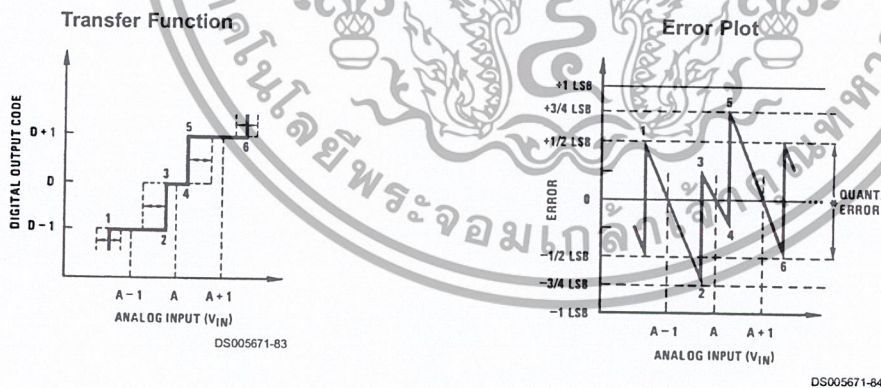 Transfer Function
DIGITAL OUTPUT CODE
D + 1
D
D - 1
1
2
3
4
5
6
A - 1
A
A + 1
ANALOG INPUT (VIN)
DS005671-83
Error Plot
ERROR
+1 LSB
+3/4 LSB
+1/2 LSB
0
-1/2 LSB
-3/4 LSB
-1 LSB
1
2
3
4
5
6
QUANT
ERROR
A - 1
A
A + 1
ANALOG INPUT (VIN)
DS005671-84